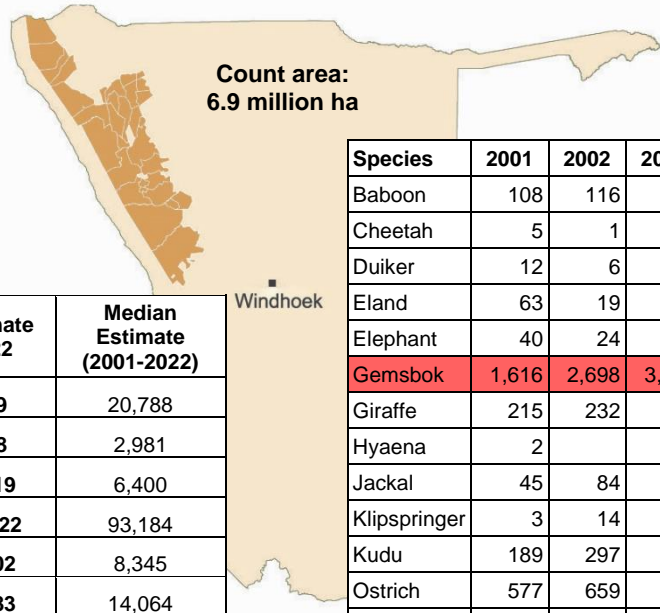 Count area:
6.9 million ha
Windhoek
Median
Estimate
(2001-2022)
20,788
2,981
6,400
93,184
8,345
14,064
Species 2001 2002
Baboon 108 116
Cheetah 5 1
Duiker 12 6
Eland 63 19
Elephant 40 24
Gemsbok 1,616 2,698
Giraffe 215 232
Hyaena 2
Jackal 45 84
Klipspringer 3 14
Kudu 189 297
Ostrich 577 659